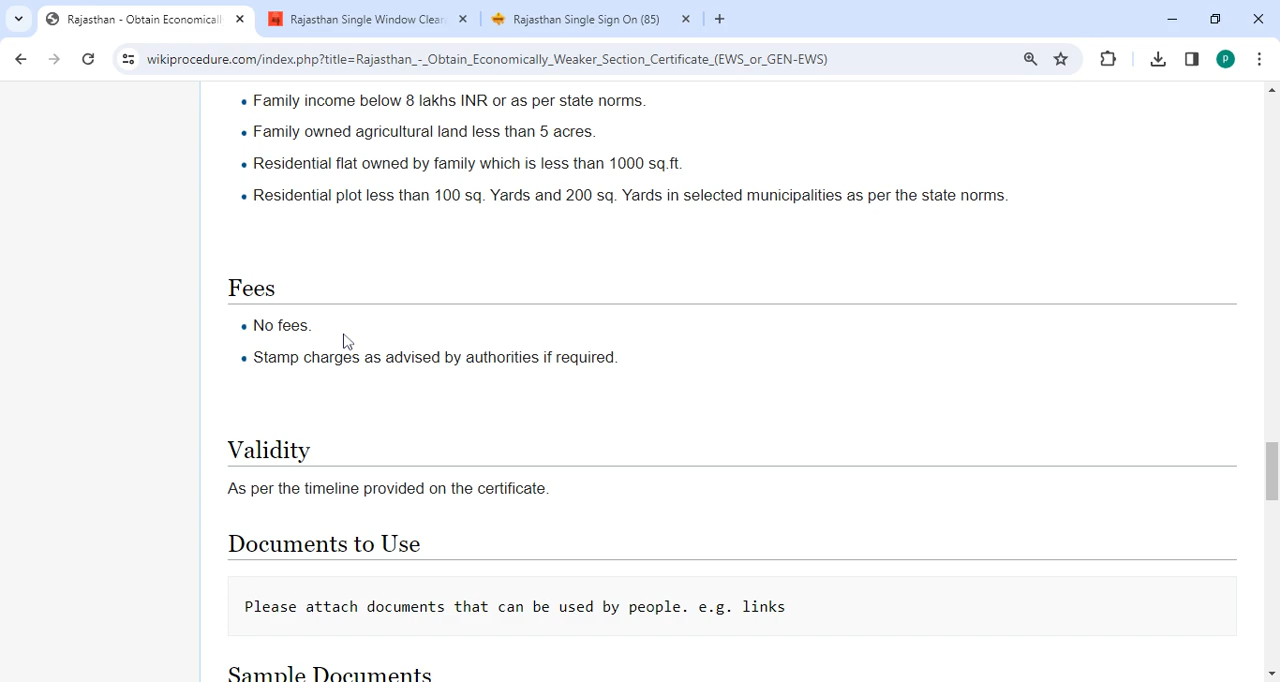 Rajasthan - Obtain Economicall
Rajasthan Single Window Clear
Rajasthan Single Sign On (85)
wikiprocedure.com/index.php?title=Rajasthan_-_Obtain_Economically_Weaker_Section_Certificate_(EWS_or_GEN-EWS)
P
Family income below 8 lakhs INR or as per state norms.
Family owned agricultural land less than 5 acres.
Residential flat owned by family which is less than 1000 sq.ft.
Residential plot less than 100 sq. Yards and 200 sq. Yards in selected municipalities as per the state norms.
Fees
No fees.
Stamp charges as advised by authorities if required.
Validity
As per the timeline provided on the certificate.
Documents to Use
Please attach documents that can be used by people. e.g. links
Sample Documents